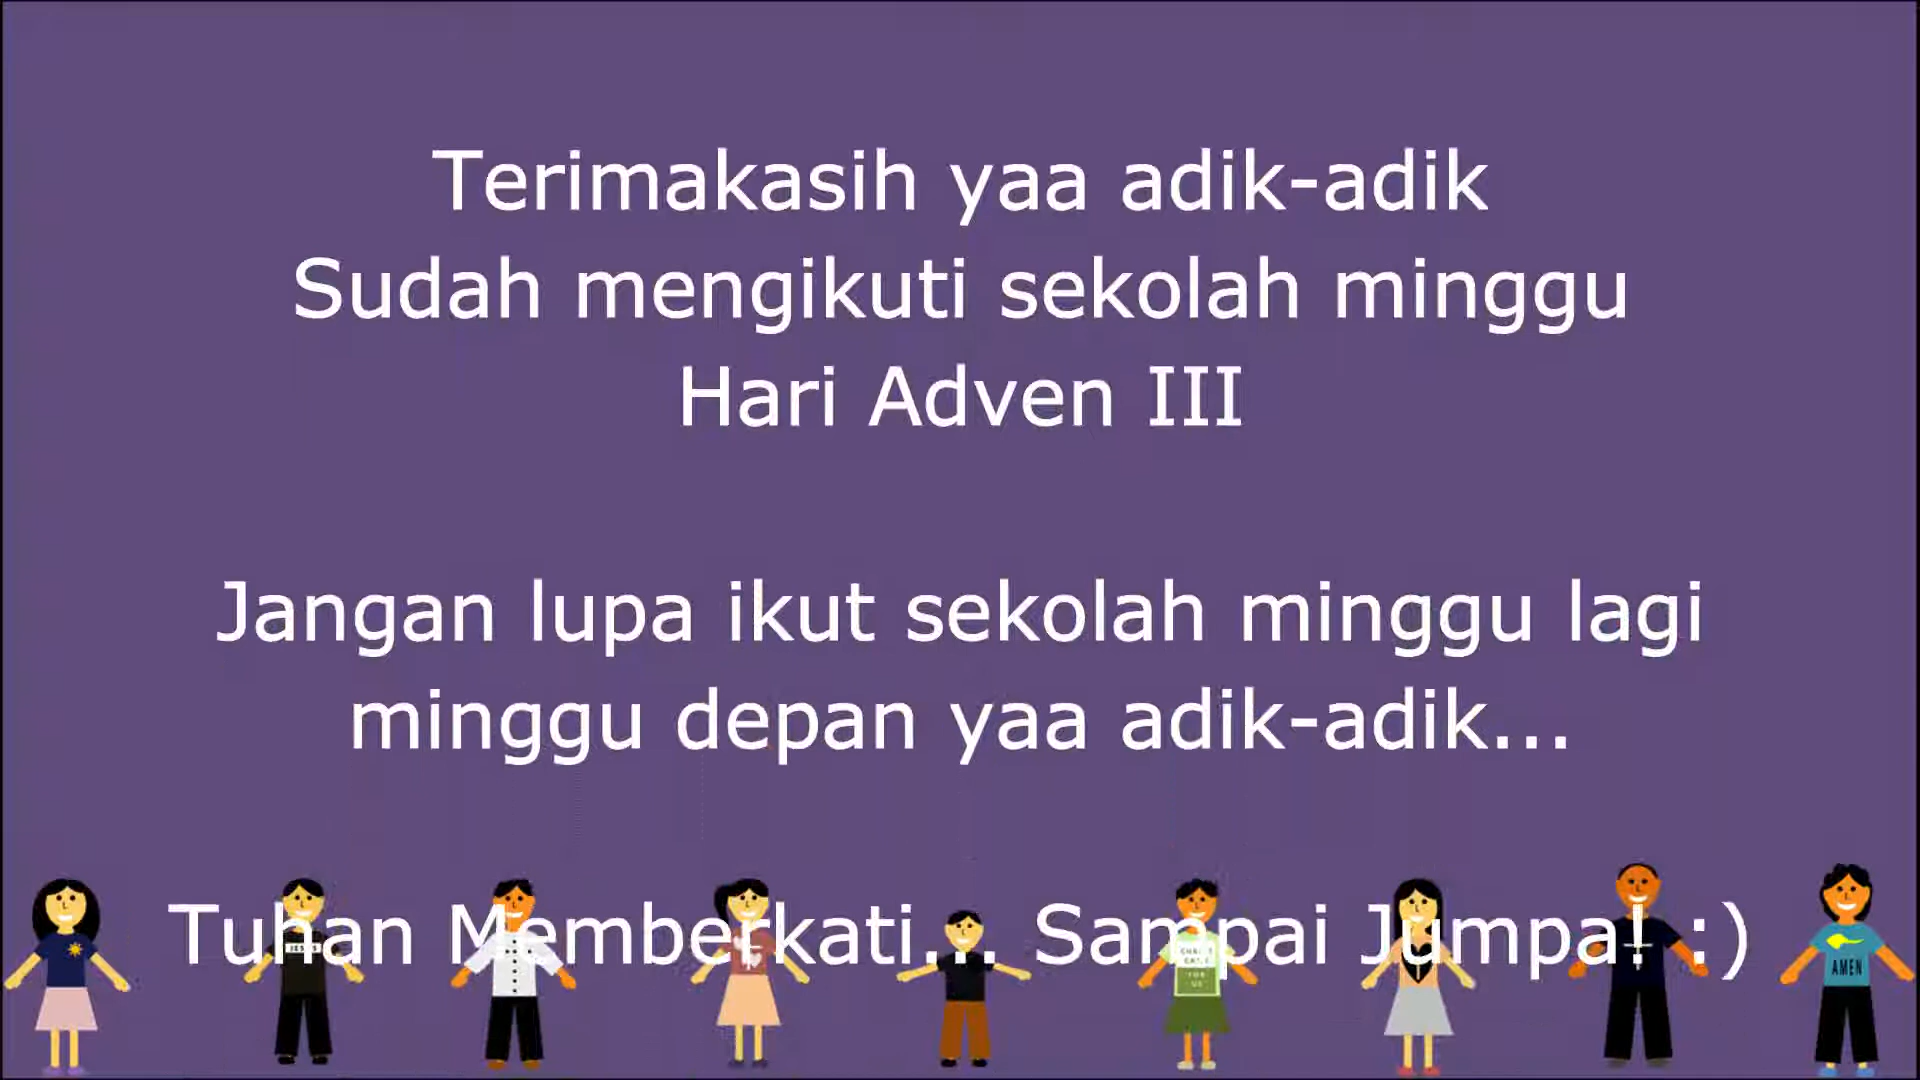 Terimakasih yaa adik-adik
Sudah mengikuti sekolah minggu
Hari Adven III
Jangan lupa ikut sekolah minggu lagi
minggu depan yaa adik-adik...
Tuhan Memberkati... Sampai Jumpa! :)
JESUS
AMEN